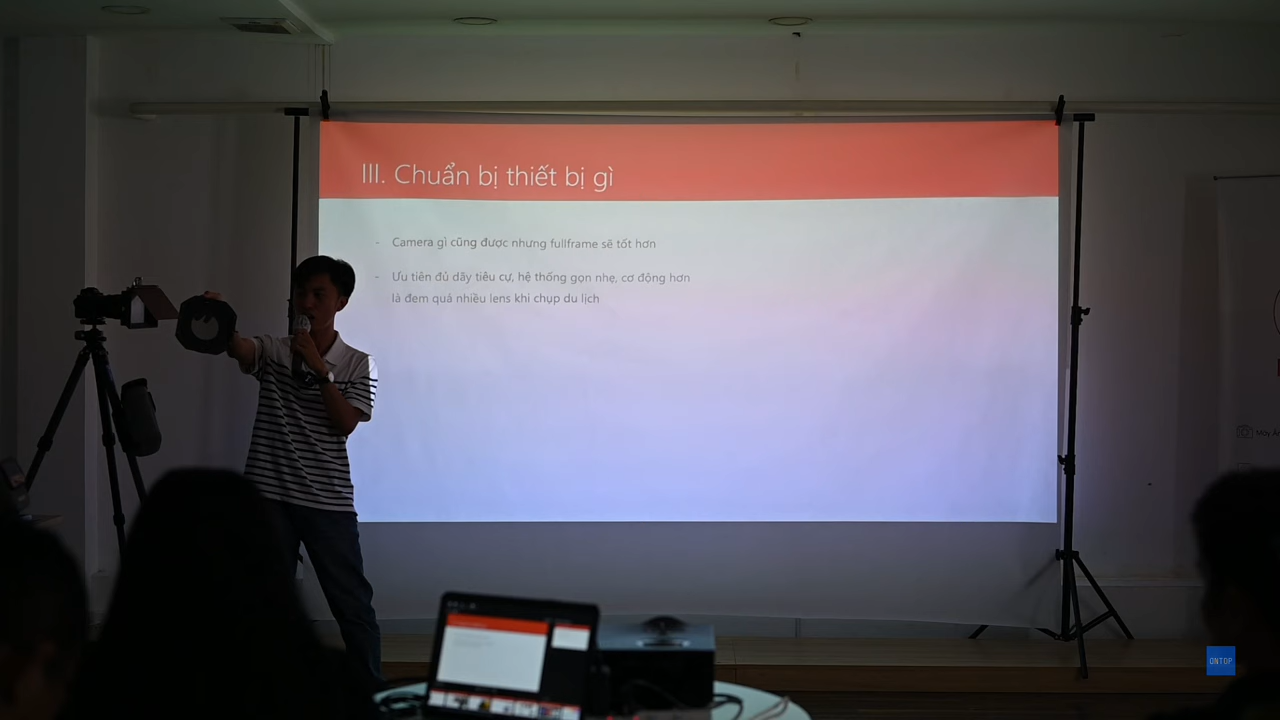 III. Chuẩn bị thiết bị gì
- Camera gì cũng được nhưng fullframe sẽ tốt hơn
- Ưu tiên đủ dãy tiêu cự, hệ thống gọn nhẹ, cơ động hơn
là đem quá nhiều lens khi chụp du lịch
Máy
ONTOP